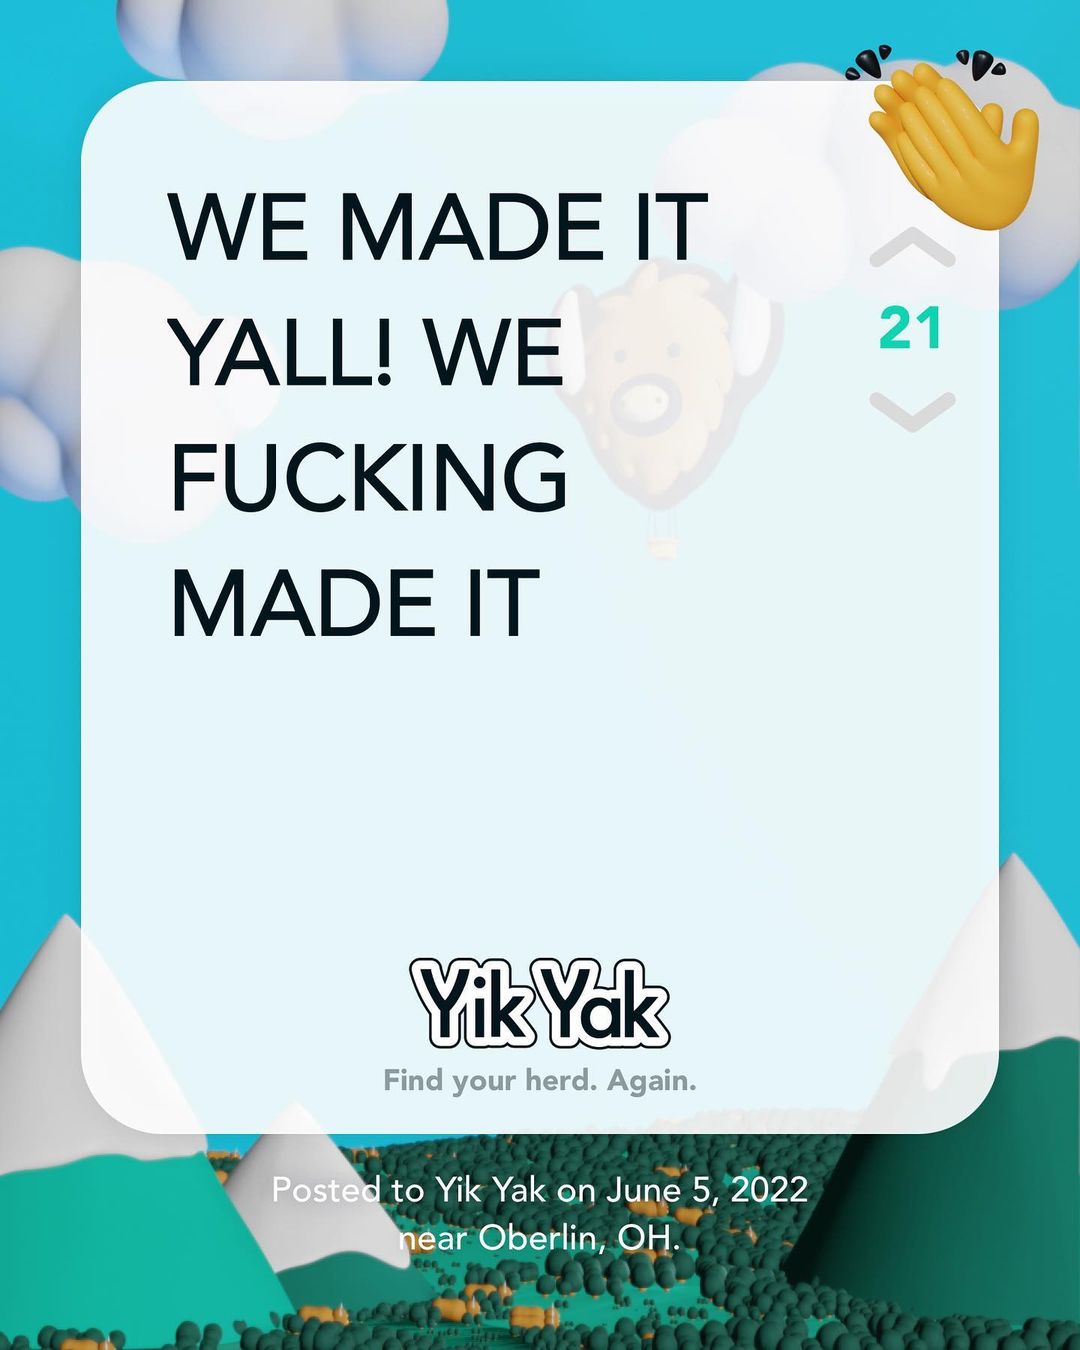 WE MADE IT
YALL! WE
FUCKING
MADE IT
21
Yik Yak
Find your herd. Again.
Posted to Yik Yak on June 5, 2022
near Oberlin, OH.